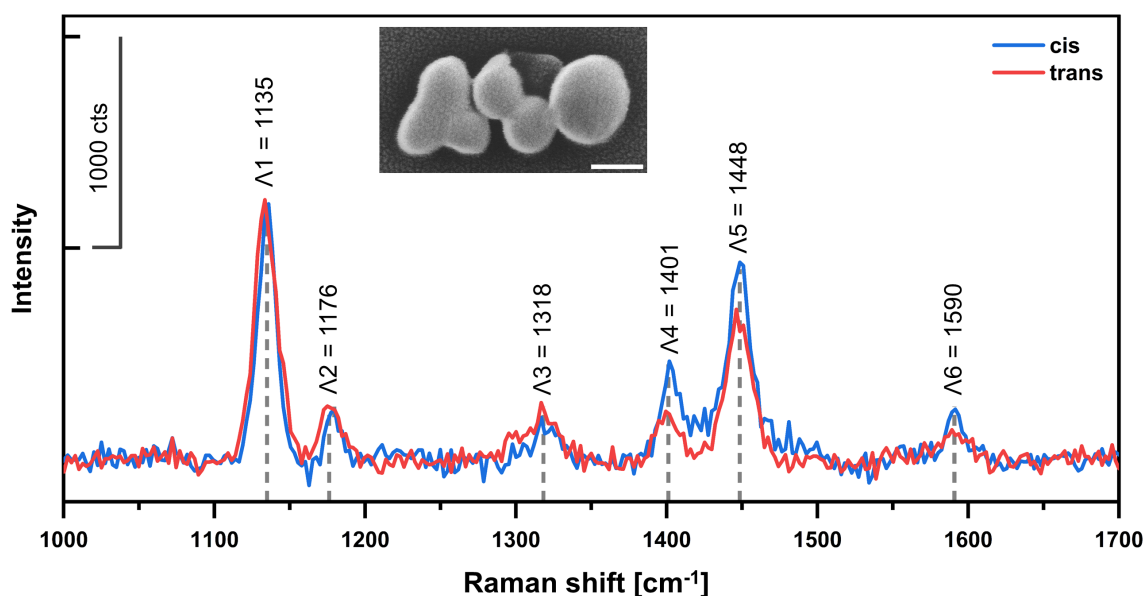 cis
trans
1000 cts
Λ1 = 1135
Λ2 = 1176
Λ3 = 1318
Λ4 = 1401
Λ5 = 1448
Λ6 = 1590
Intensity
1000 1100 1200 1300 1400 1500 1600 1700
Raman shift [cm⁻¹]